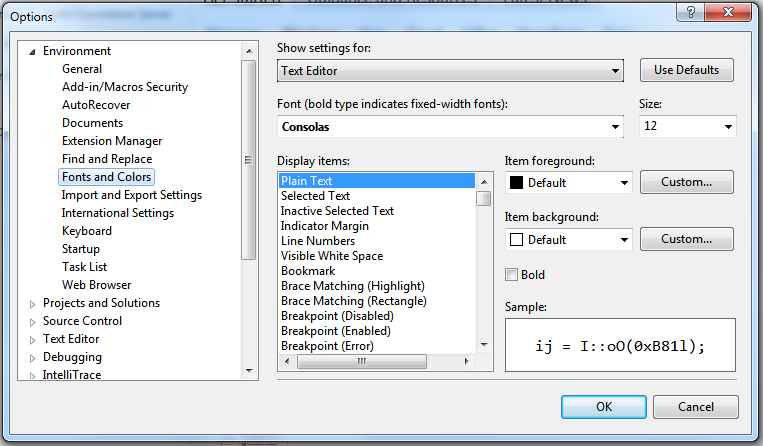 Options
Environment
General
Add-in/Macros Security
AutoRecover
Documents
Extension Manager
Find and Replace
Fonts and Colors
Import and Export Settings
International Settings
Keyboard
Startup
Task List
Web Browser
Projects and Solutions
Source Control
Text Editor
Debugging
IntelliTrace
Show settings for:
Text Editor
Use Defaults
Font (bold type indicates fixed-width fonts):
Size:
Consolas
12
Display items:
Plain Text
Selected Text
Inactive Selected Text
Indicator Margin
Line Numbers
Visible White Space
Bookmark
Brace Matching (Highlight)
Brace Matching (Rectangle)
Breakpoint (Disabled)
Breakpoint (Enabled)
Breakpoint (Error)
Item foreground:
Default
Custom...
Item background:
Default
Custom...
Bold
Sample:
ij = I::oO(0xB81l);
OK
Cancel